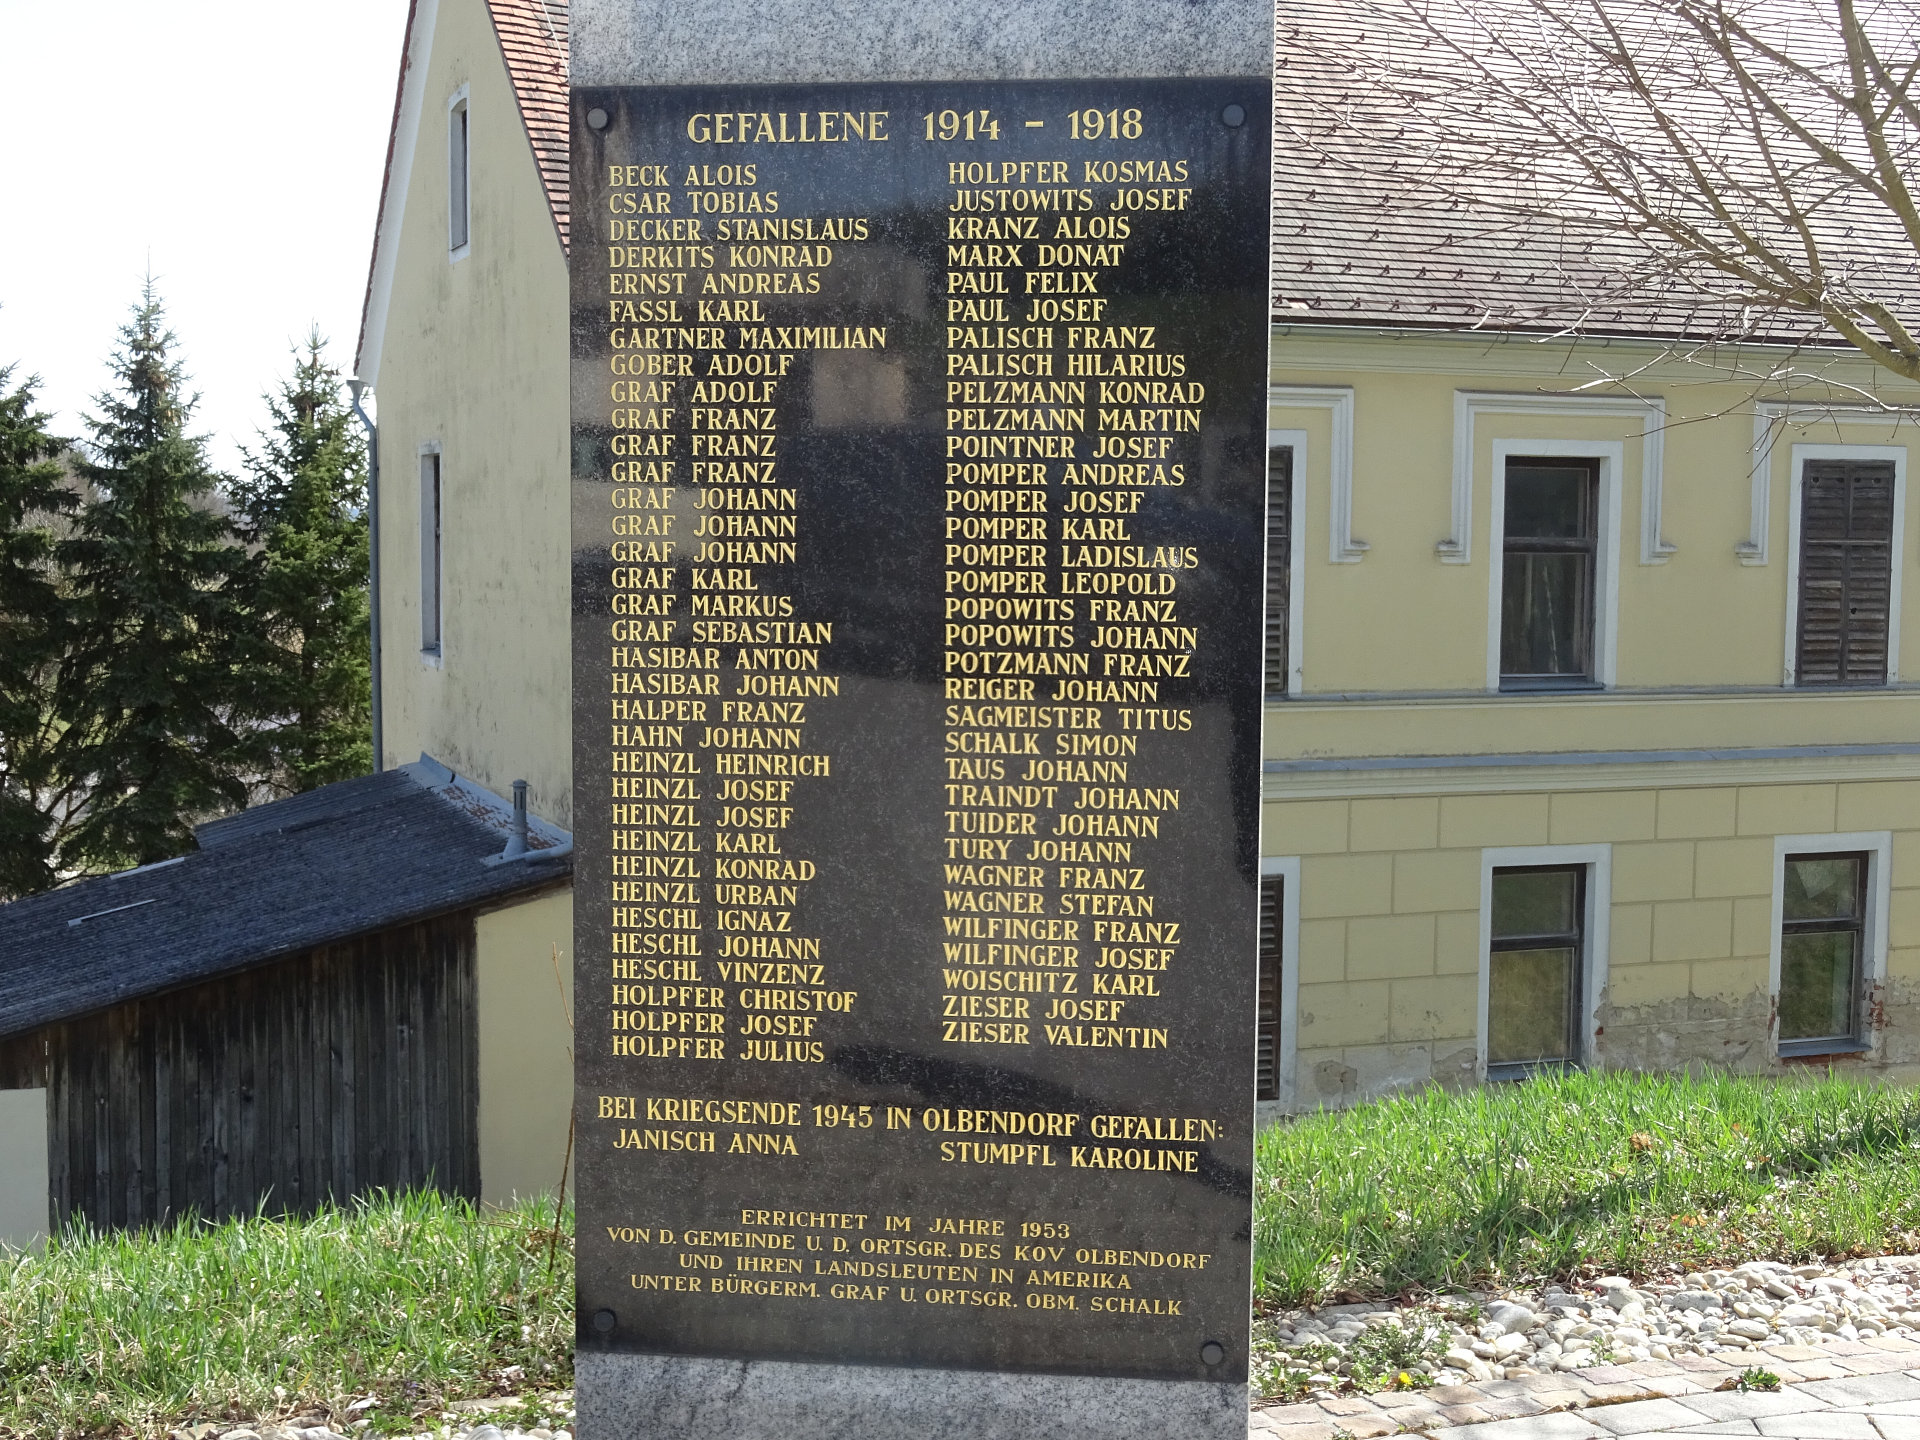 GEFALLENE 1914 - 1918
BECK ALOIS
CSAR TOBIAS
DECKER STANISLAUS
DERKITS KONRAD
ERNST ANDREAS
FASSL KARL
GARTNER MAXIMILIAN
GOBER ADOLF
GRAF ADOLF
GRAF FRANZ
GRAF FRANZ
GRAF FRANZ
GRAF JOHANN
GRAF JOHANN
GRAF JOHANN
GRAF KARL
GRAF MARKUS
GRAF SEBASTIAN
HASIBAR ANTON
HASIBAR JOHANN
HALPER FRANZ
HAHN JOHANN
HEINZL HEINRICH
HEINZL JOSEF
HEINZL JOSEF
HEINZL KARL
HEINZL KONRAD
HEINZL URBAN
HESCHL IGNAZ
HESCHL JOHANN
HESCHL VINZENZ
HOLPFER CHRISTOF
HOLPFER JOSEF
HOLPFER JULIUS
HOLPFER KOSMAS
JUSTOWITS JOSEF
KRANZ ALOIS
MARX DONAT
PAUL FELIX
PAUL JOSEF
PALISCH FRANZ
PALISCH HILARIUS
PELZMANN KONRAD
PELZMANN MARTIN
POINTNER JOSEF
POMPER ANDREAS
POMPER JOSEF
POMPER KARL
POMPER LADISLAUS
POMPER LEOPOLD
POPOWITS FRANZ
POPOWITS JOHANN
POTZMANN FRANZ
REIGER JOHANN
SAGMEISTER TITUS
SCHALK SIMON
TAUS JOHANN
TRAINDT JOHANN
TUIDER JOHANN
TURY JOHANN
WAGNER FRANZ
WAGNER STEFAN
WILFINGER FRANZ
WILFINGER JOSEF
WOISCHITZ KARL
ZIESER JOSEF
ZIESER VALENTIN
BEI KRIEGSENDE 1945 IN OLBENDORF GEFALLEN:
JANISCH ANNA STUMPFL KAROLINE
ERRICHTET IM JAHRE 1953
VON D. GEMEINDE U. D. ORTSGR. DES KOV OLBENDORF
UND IHREN LANDSLEUTEN IN AMERIKA
UNTER BÜRGERM. GRAF U. ORTSGR. OBM. SCHALK